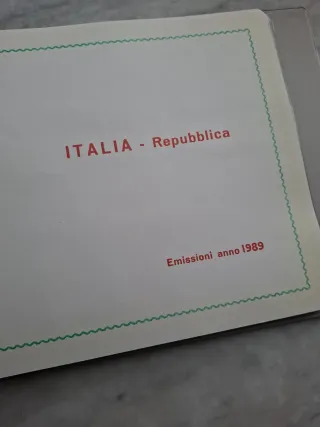 ITALIA - Repubblica
Emissioni anno 1989